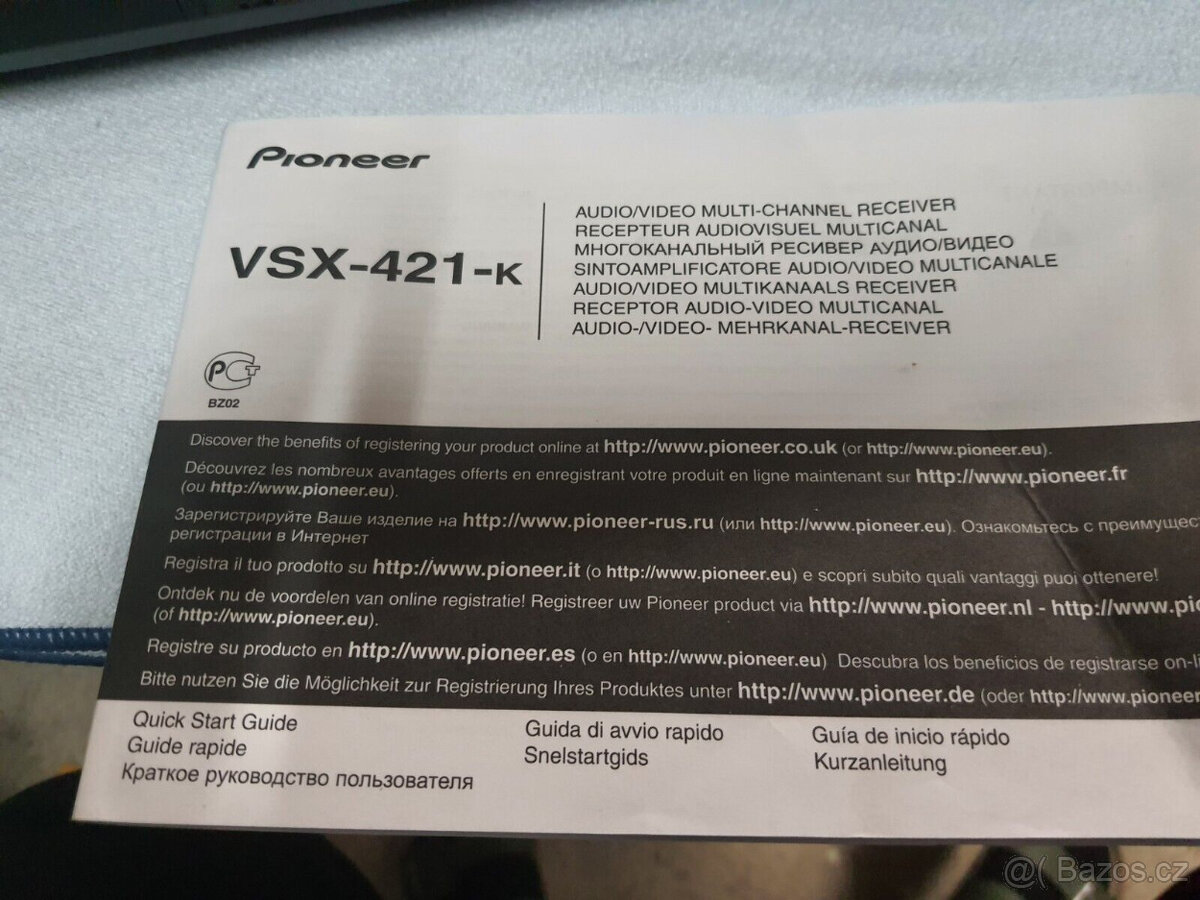 Pioneer
VSX-421-K
AUDIO/VIDEO MULTI-CHANNEL RECEIVER
RECEPTEUR AUDIOVISUEL MULTICANAL
МНОГОКАНАЛЬНЫЙ РЕСИВЕР АУДИО/ВИДЕО
SINTOAMPLIFICATORE AUDIO/VIDEO MULTICANALE
AUDIO/VIDEO MULTIKANAALS RECEIVER
RECEPTOR AUDIO-VIDEO MULTICANAL
AUDIO-/VIDEO- MEHRKANAL-RECEIVER
BZ02
Discover the benefits of registering your product online at http://www.pioneer.co.uk (or http://www.pioneer.eu).
Découvrez les nombreux avantages offerts en enregistrant votre produit en ligne maintenant sur http://www.pioneer.fr
(ou http://www.pioneer.eu).
Зарегистрируйте Ваше изделие на http://www.pioneer-rus.ru (или http://www.pioneer.eu). Ознакомьтесь с преимущес
регистрации в Интернет
Registra il tuo prodotto su http://www.pioneer.it (o http://www.pioneer.eu) e scopri subito quali vantaggi puoi ottenere!
Ontdek nu de voordelen van online registratie! Registreer uw Pioneer product via http://www.pioneer.nl - http://www.pio
(of http://www.pioneer.eu).
Registre su producto en http://www.pioneer.es (o en http://www.pioneer.eu) Descubra los beneficios de registrarse on-li
Bitte nutzen Sie die Möglichkeit zur Registrierung Ihres Produktes unter http://www.pioneer.de (oder http://www.pioneer
Quick Start Guide
Guide rapide
Краткое руководство пользователя
Guida di avvio rapido
Snelstartgids
Guía de inicio rápido
Kurzanleitung
@( Bazos.cz